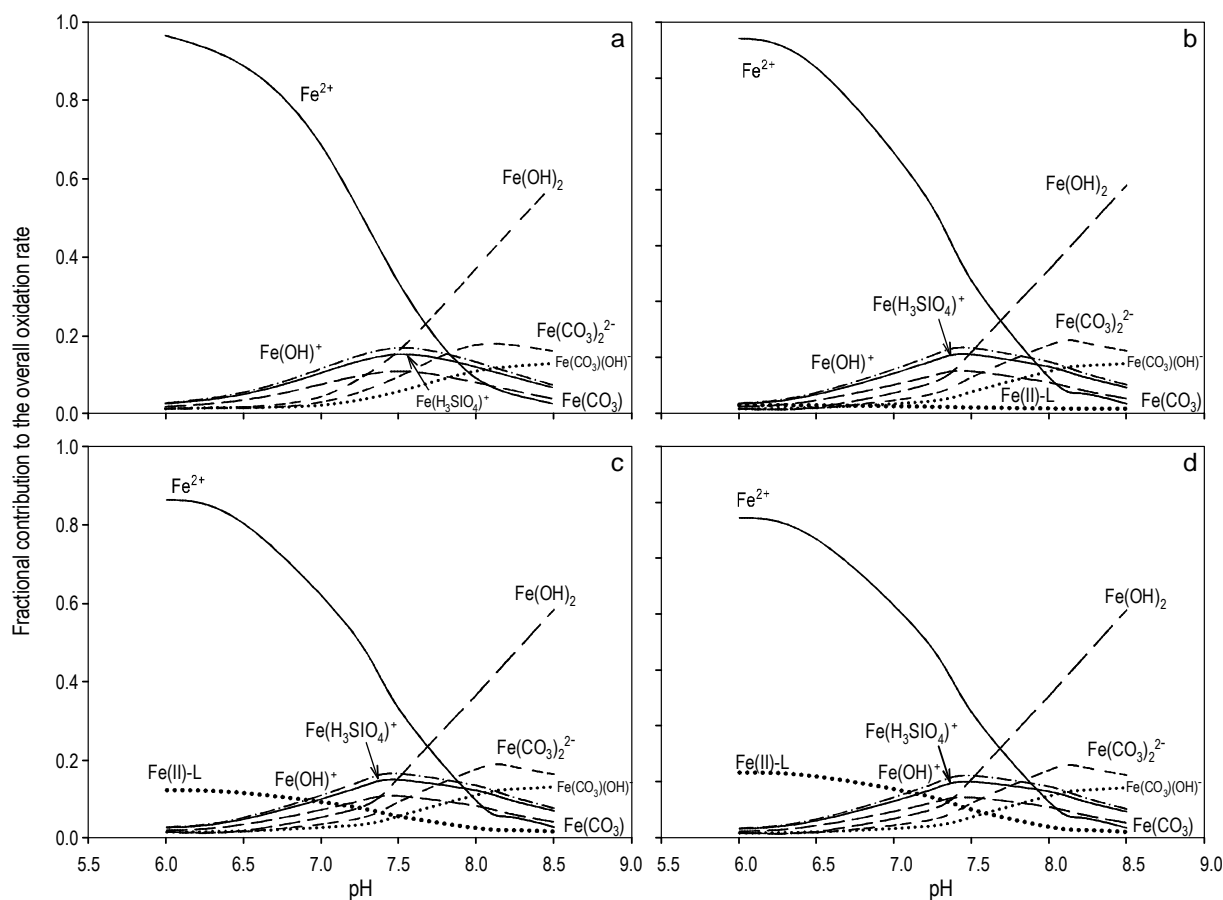 Fractional contribution to the overall oxidation rate
a
1.0
0.8
0.6
0.4
0.2
0.0
Fe²⁺
Fe(OH)₂
Fe(CO₃)₂²⁻
Fe(OH)⁺
Fe(CO₃)(OH)⁻
Fe(H₃SIO₄)⁺
Fe(CO₃)
b
Fe²⁺
Fe(OH)₂
Fe(H₃SIO₄)⁺
Fe(CO₃)₂²⁻
Fe(OH)⁺
Fe(CO₃)(OH)⁻
Fe(II)-L
Fe(CO₃)
c
1.0
0.8
0.6
0.4
0.2
0.0
Fe²⁺
Fe(OH)₂
Fe(H₃SIO₄)⁺
Fe(CO₃)₂²⁻
Fe(II)-L
Fe(OH)⁺
Fe(CO₃)(OH)⁻
Fe(CO₃)
5.5 6.0 6.5 7.0 7.5 8.0 8.5 9.0
pH
d
Fe²⁺
Fe(OH)₂
Fe(H₃SIO₄)⁺
Fe(CO₃)₂²⁻
Fe(II)-L
Fe(OH)⁺
Fe(CO₃)(OH)⁻
Fe(CO₃)
5.5 6.0 6.5 7.0 7.5 8.0 8.5 9.0
pH